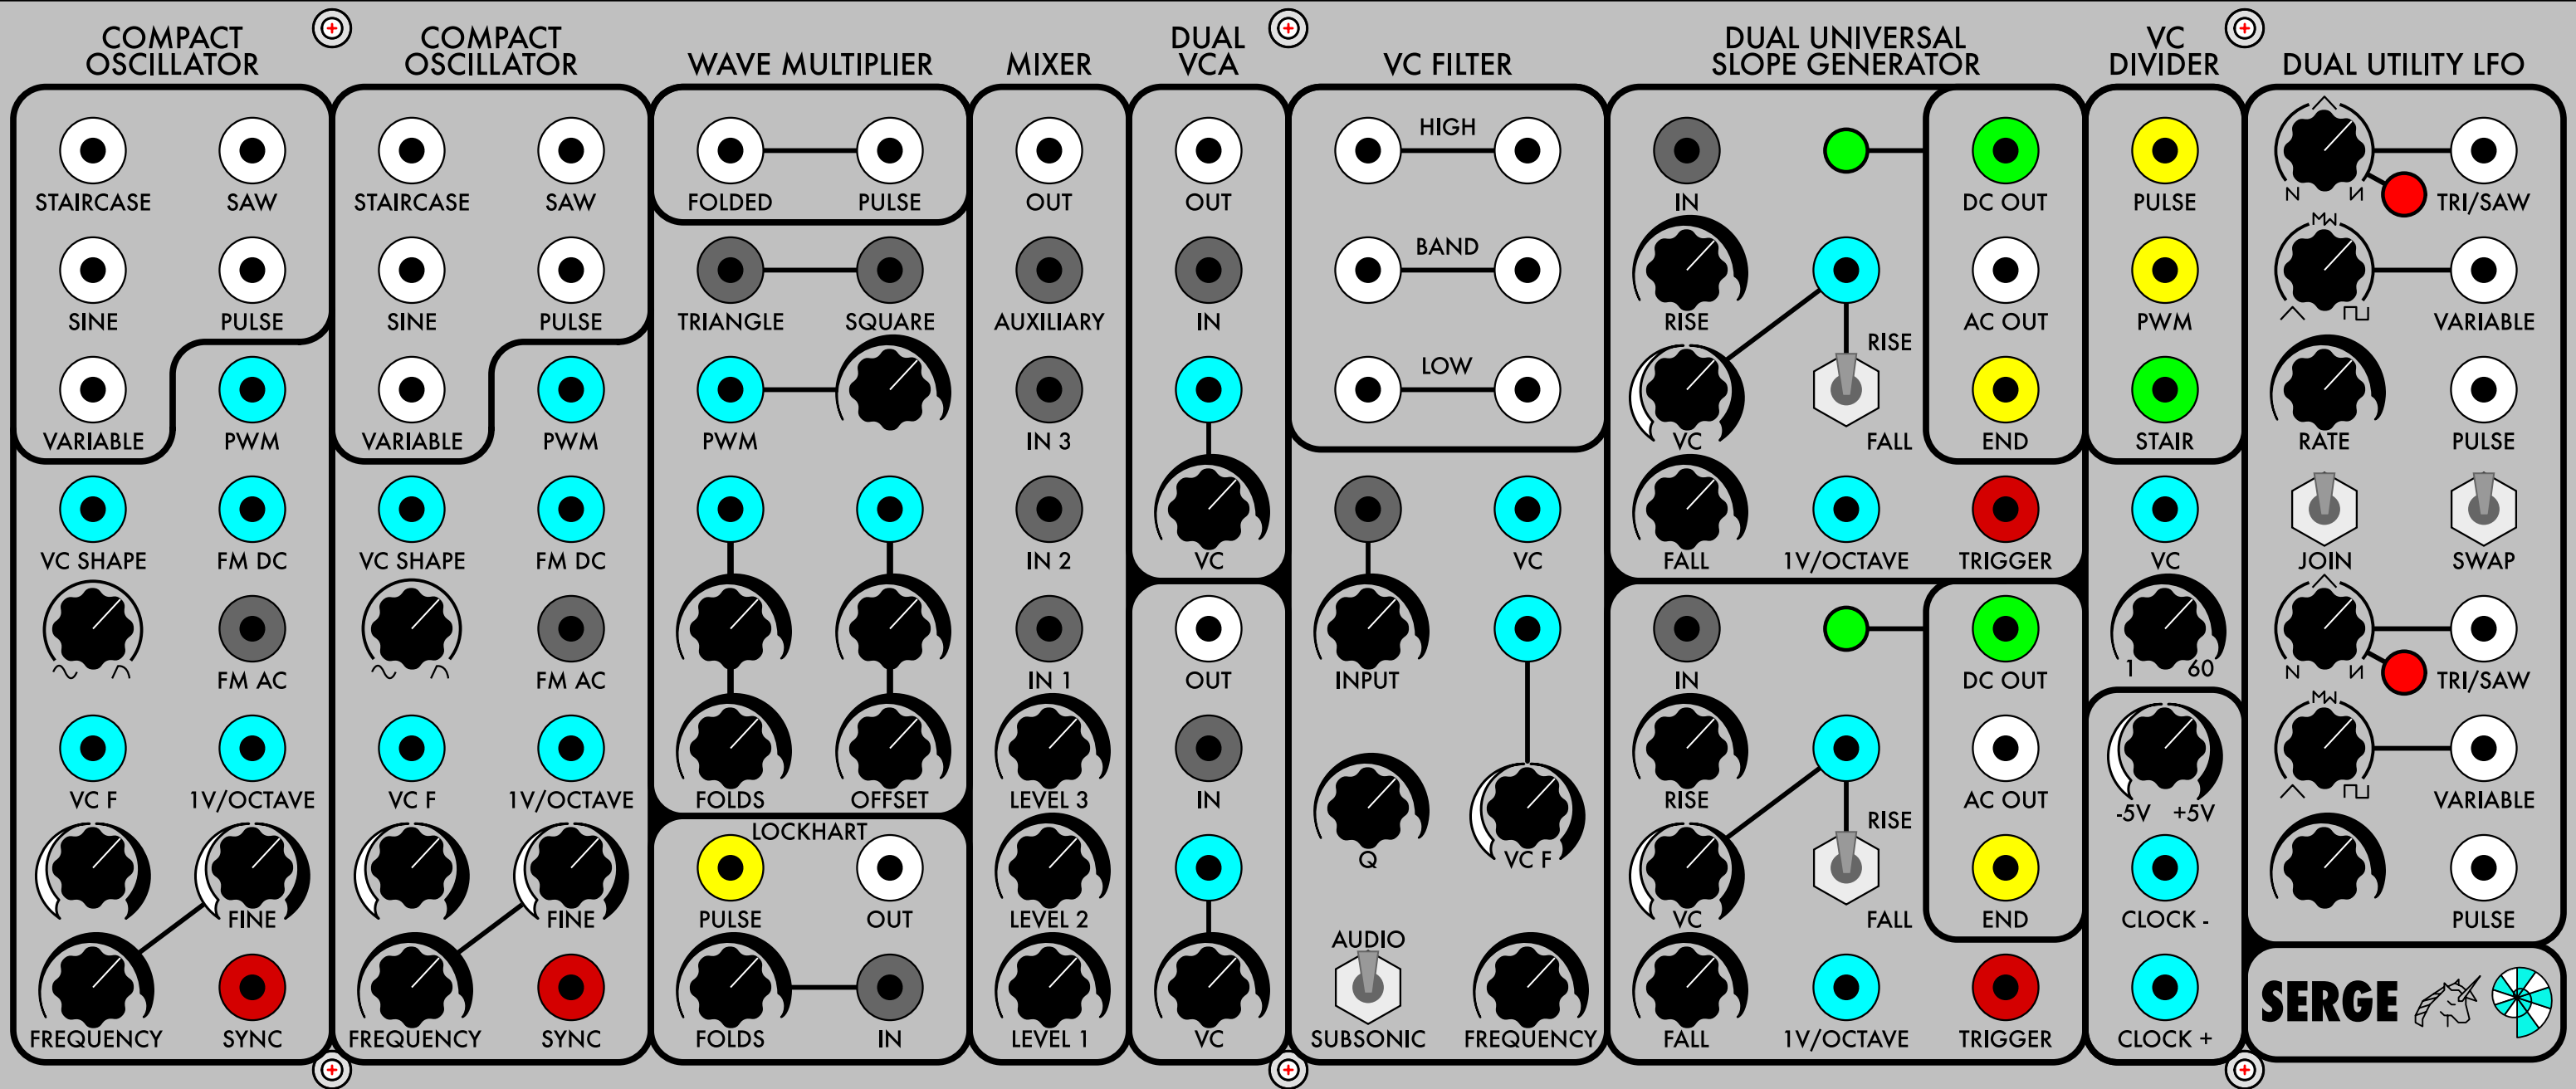 COMPACT
OSCILLATOR
STAIRCASE SAW
SINE PULSE
VARIABLE PWM
VC SHAPE FM DC
FM AC
VC F 1V/OCTAVE
FINE
FREQUENCY SYNC
COMPACT
OSCILLATOR
STAIRCASE SAW
SINE PULSE
VARIABLE PWM
VC SHAPE FM DC
FM AC
VC F 1V/OCTAVE
FINE
FREQUENCY SYNC
WAVE MULTIPLIER
FOLDED PULSE
TRIANGLE SQUARE
PWM
FOLDS OFFSET
LOCKHART
PULSE OUT
FOLDS IN
MIXER
OUT
AUXILIARY
IN 3
IN 2
IN 1
LEVEL 3
LEVEL 2
LEVEL 1
DUAL
VCA
OUT
IN
VC
OUT
IN
VC
VC FILTER
HIGH
BAND
LOW
VC
INPUT
Q VC F
AUDIO
SUBSONIC FREQUENCY
DUAL UNIVERSAL
SLOPE GENERATOR
IN DC OUT
RISE AC OUT
RISE
VC FALL END
FALL 1V/OCTAVE TRIGGER
IN DC OUT
RISE AC OUT
RISE
VC FALL END
FALL 1V/OCTAVE TRIGGER
VC
DIVIDER
PULSE
PWM
STAIR
VC
1 60
-5V +5V
CLOCK -
CLOCK +
DUAL UTILITY LFO
TRI/SAW
VARIABLE
RATE PULSE
JOIN SWAP
TRI/SAW
VARIABLE
PULSE
SERGE